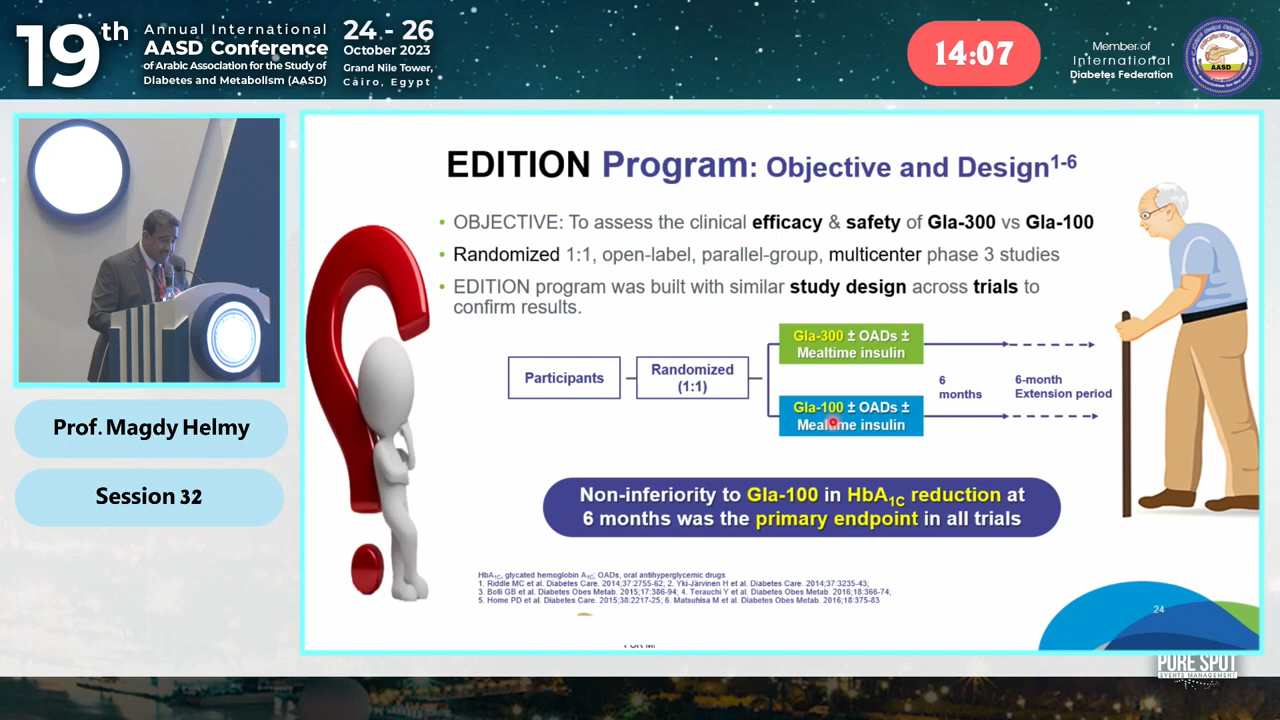 19th
Annual International
AASD Conference
of Arabic Association for the Study of
Diabetes and Metabolism (AASD)
24 - 26
October 2023
Grand Nile Tower,
Cairo, Egypt
14:07
Member of
International
Diabetes Federation
AASD
EDITION Program: Objective and Design1-6
• OBJECTIVE: To assess the clinical efficacy & safety of Gla-300 vs Gla-100
• Randomized 1:1, open-label, parallel-group, multicenter phase 3 studies
• EDITION program was built with similar study design across trials to
confirm results.
Participants
Randomized
(1:1)
Gla-300 ± OADs ±
Mealtime insulin
Gla-100 ± OADs ±
Mealtime insulin
6
months
6-month
Extension period
Non-inferiority to Gla-100 in HbA1C reduction at
6 months was the primary endpoint in all trials
HbA1C, glycated hemoglobin A1C; OADs, oral antihyperglycemic drugs
1. Riddle MC et al. Diabetes Care. 2014;37:2755-62; 2. Yki-Järvinen H et al. Diabetes Care. 2014;37:3235-43;
3. Bolli GB et al. Diabetes Obes Metab. 2015;17:386-94; 4. Terauchi Y et al. Diabetes Obes Metab. 2016;18:366-74;
5. Home PD et al. Diabetes Care. 2015;38:2217-25; 6. Matsuhisa M et al. Diabetes Obes Metab. 2016;18:375-83
24
Prof. Magdy Helmy
Session 32
PURE SPOT
EVENTS MANAGEMENT